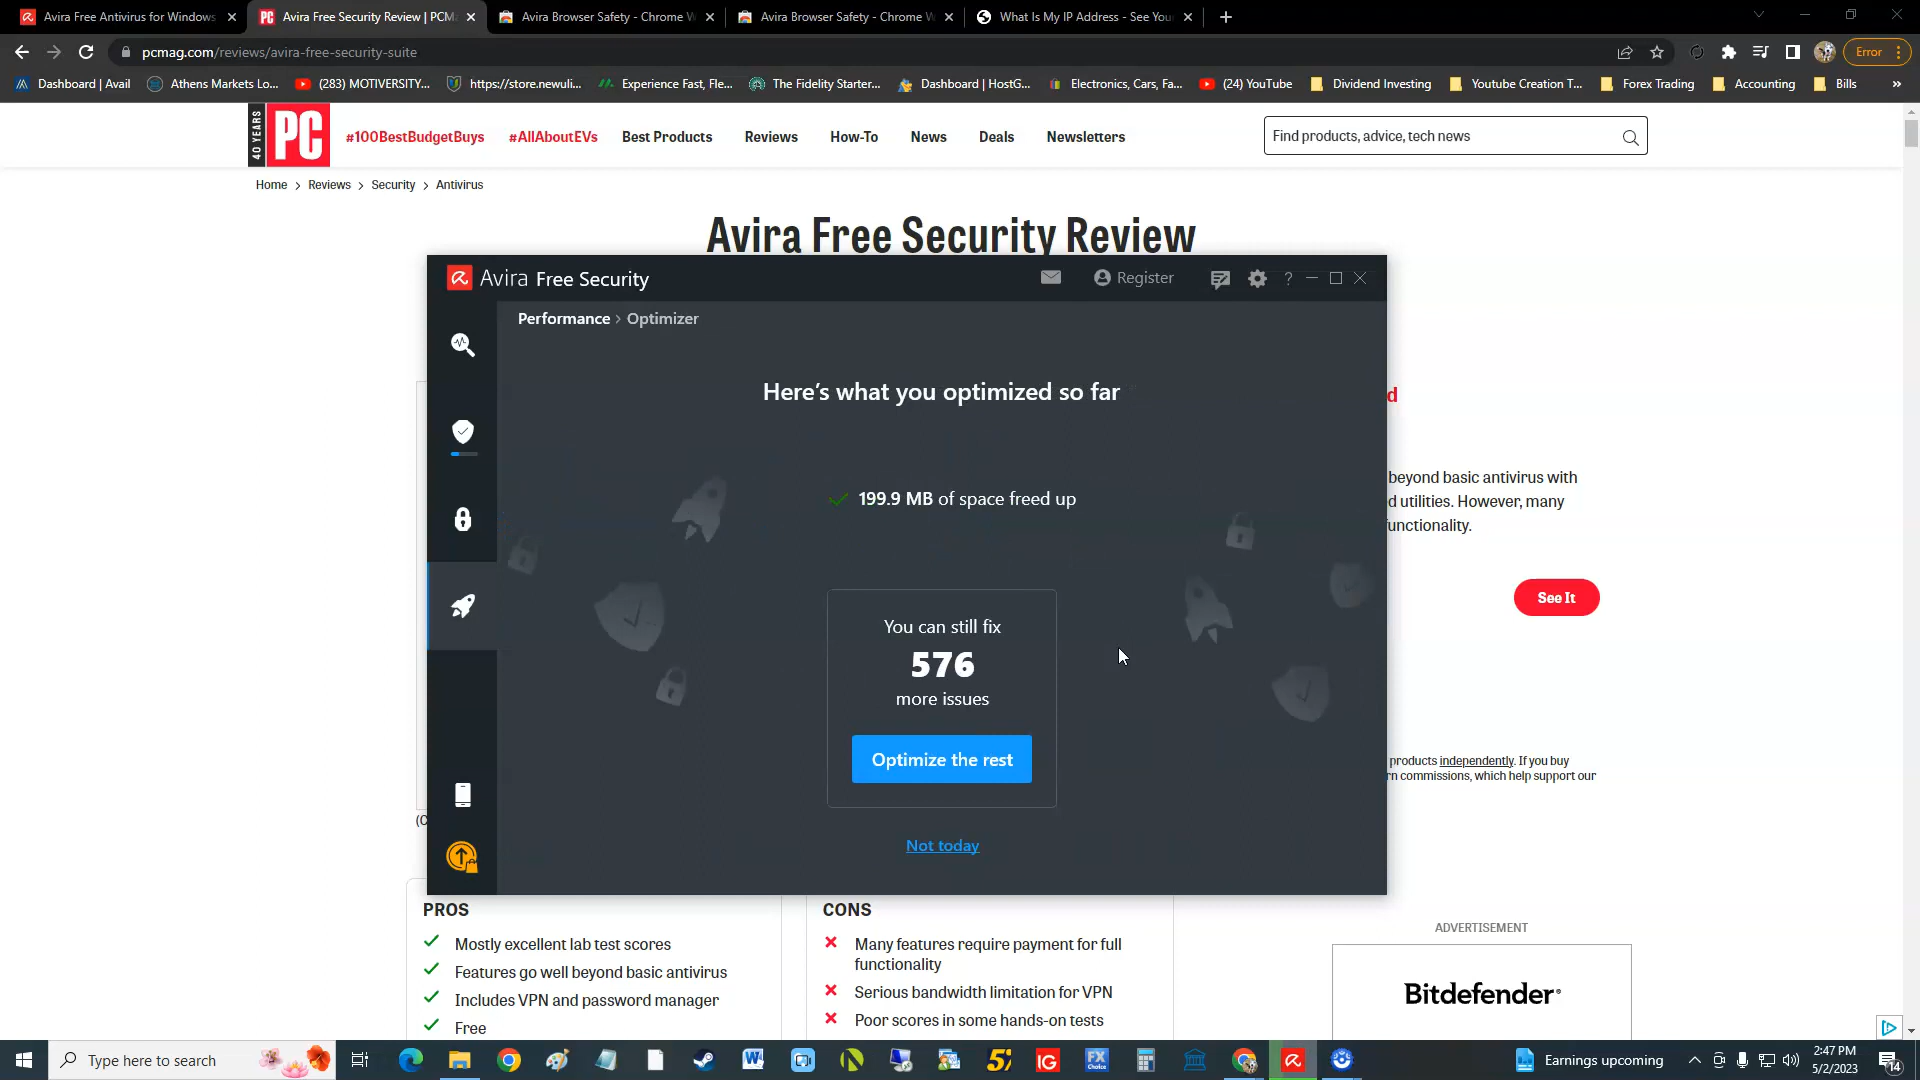 Avira Free Antivirus for Windows
Avira Free Security Review | PCMa
Avira Browser Safety - Chrome W
Avira Browser Safety - Chrome W
What Is My IP Address - See You
pcmag.com/reviews/avira-free-security-suite
Error
Dashboard | Avail
Athens Markets Lo...
(283) MOTIVERSITY...
https://store.newuli...
Experience Fast, Fle...
The Fidelity Starter...
Dashboard | HostG...
Electronics, Cars, Fa...
(24) YouTube
Dividend Investing
Youtube Creation T...
Forex Trading
Accounting
Bills
»
40 YEARS
PC
#100BestBudgetBuys
#AllAboutEVs
Best Products
Reviews
How-To
News
Deals
Newsletters
Find products, advice, tech news
Home > Reviews > Security > Antivirus
Avira Free Security Review
Avira Free Security
Register
?
Performance > Optimizer
Here's what you optimized so far
199.9 MB of space freed up
You can still fix
576
more issues
Optimize the rest
Not today
d
beyond basic antivirus with
d utilities. However, many
unctionality.
See It
products independently. If you buy
rn commissions, which help support our
(C
PROS
Mostly excellent lab test scores
Features go well beyond basic antivirus
Includes VPN and password manager
Free
CONS
Many features require payment for full
functionality
Serious bandwidth limitation for VPN
Poor scores in some hands-on tests
ADVERTISEMENT
Bitdefender®
Type here to search
IG
FX
Choice
Earnings upcoming
2:47 PM
5/2/2023
14